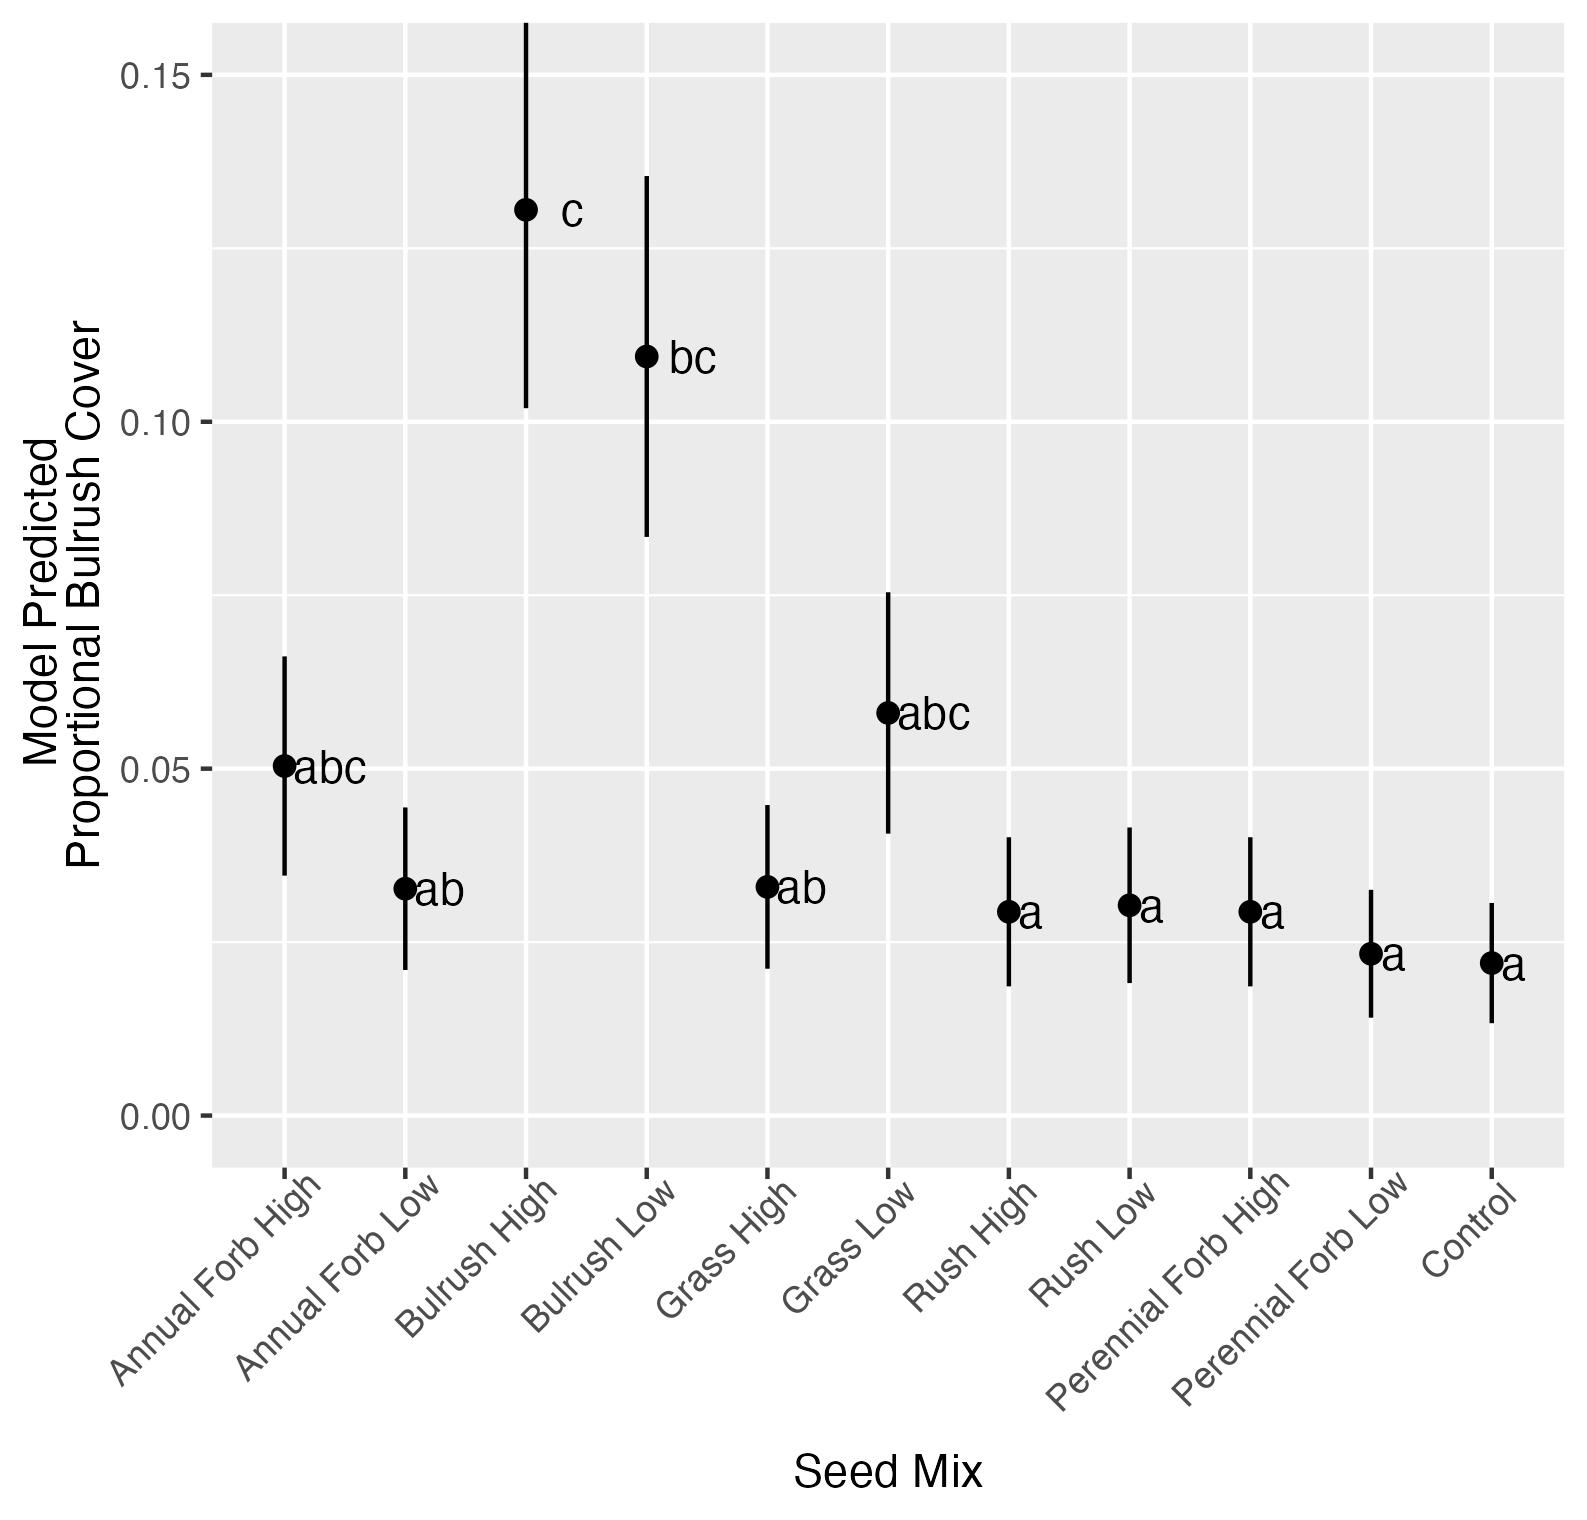 Model Predicted
Proportional Bulrush Cover
0.15
0.10
0.05
0.00
c
bc
abc
abc
ab
ab
a
a
a
a
a
Annual Forb High
Annual Forb Low
Bulrush High
Bulrush Low
Grass High
Grass Low
Rush High
Rush Low
Perennial Forb High
Perennial Forb Low
Control
Seed Mix